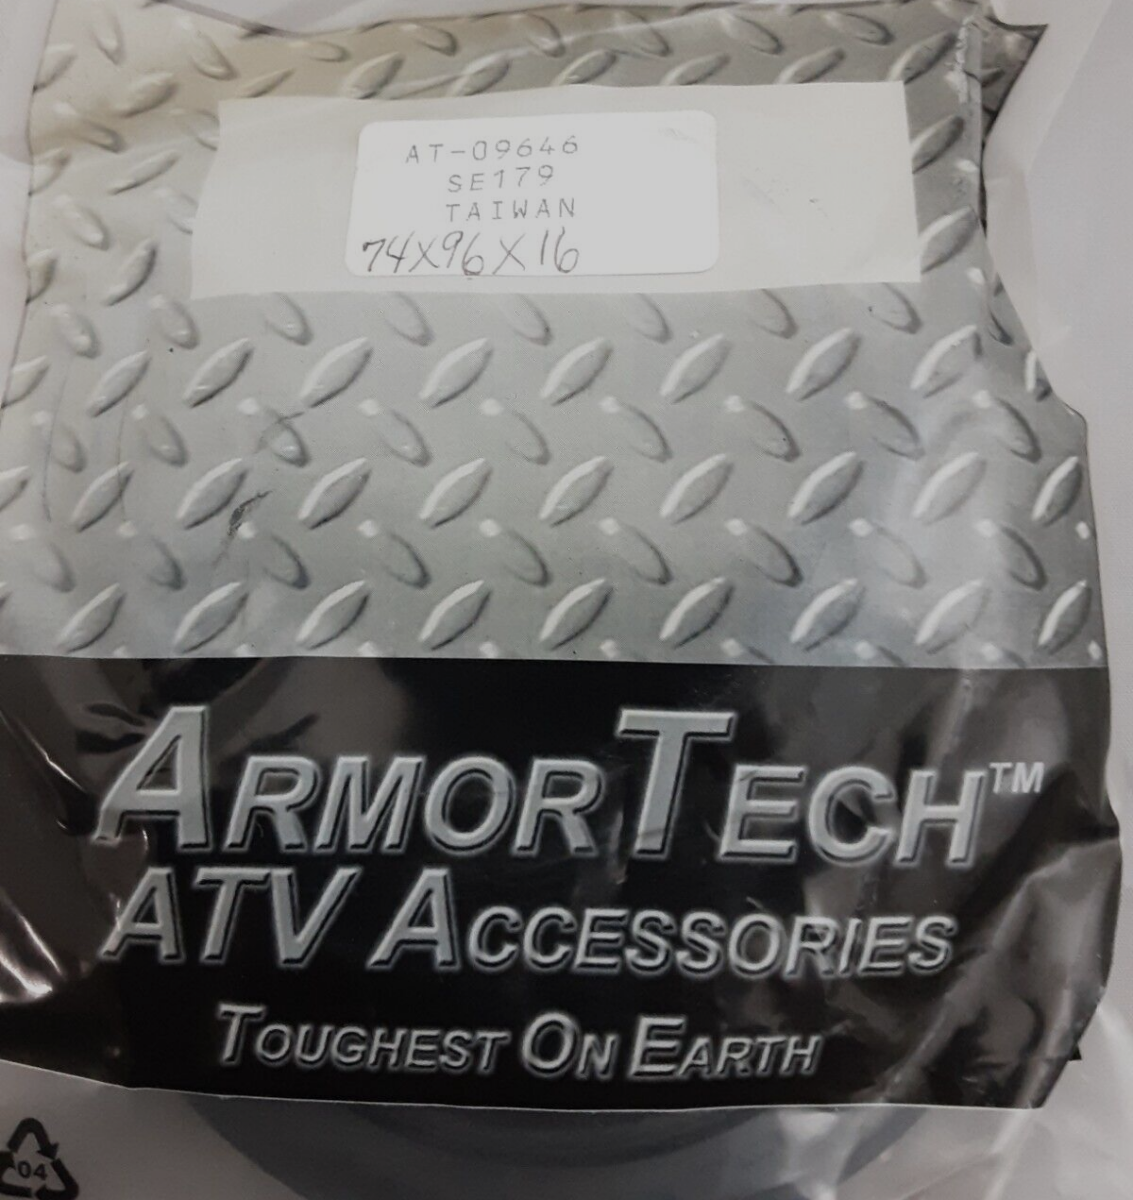 AT-09646
SE179
TAIWAN
74X96X16
ARMORTECH™
ATV ACCESSORIES
TOUGHEST ON EARTH
04